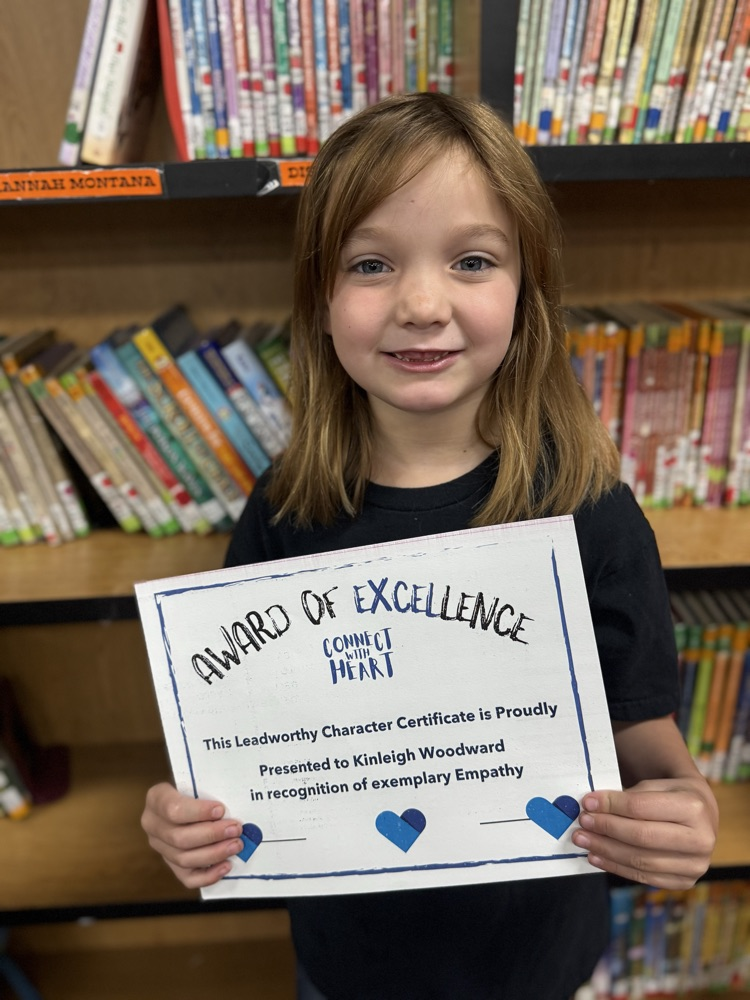 ANNAH MONTANA
AWARD OF EXCELLENCE
CONNECT
WITH
HEART
This Leadworthy Character Certificate is Proudly
Presented to Kinleigh Woodward
in recognition of exemplary Empathy